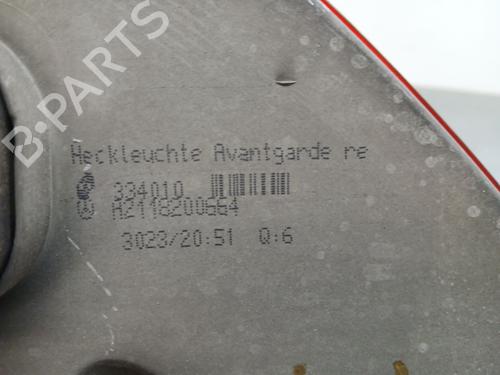 B-PARTS
Heckleuchte Avantgarde re
334010
A2118200664
3023/20:51 Q:6